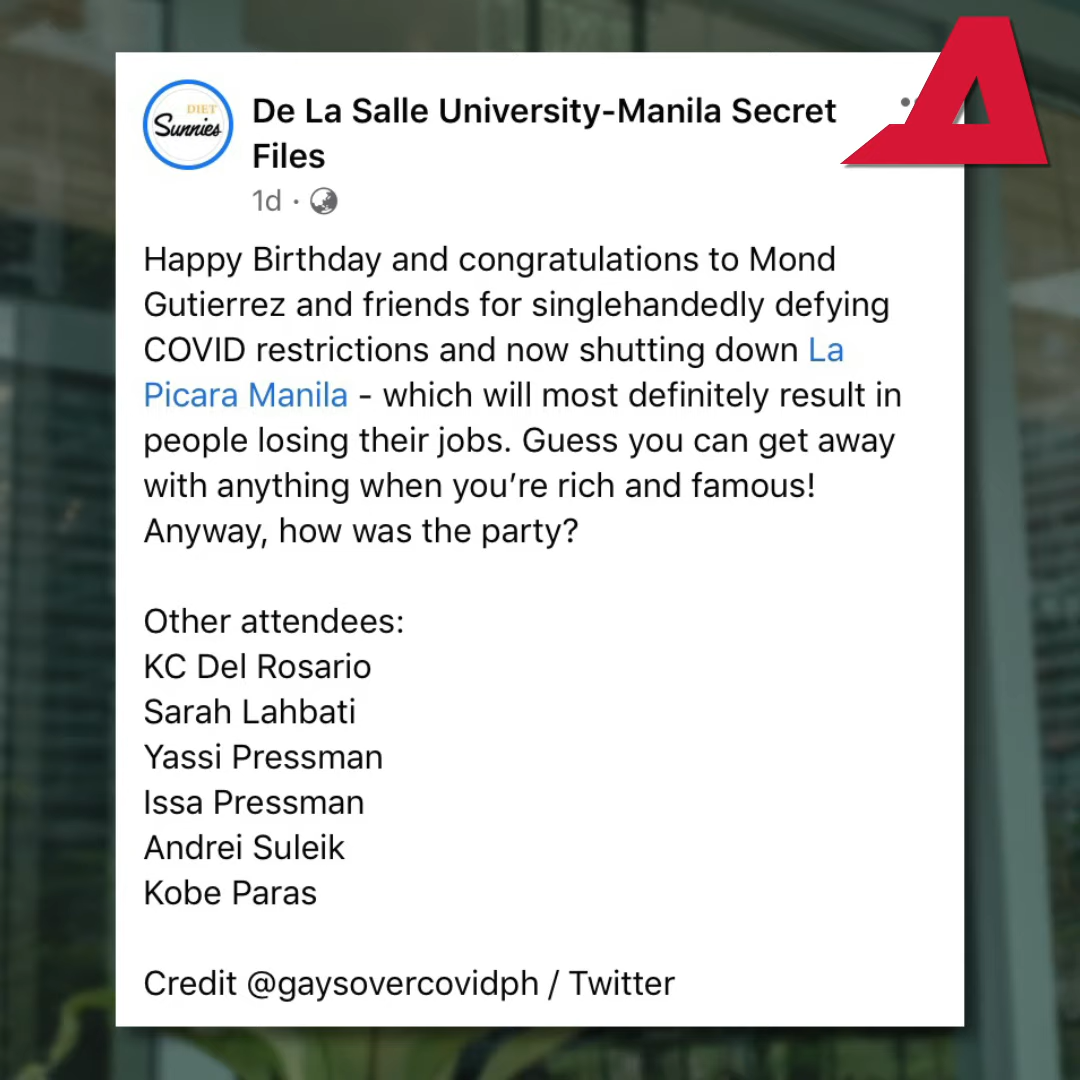 DIET
Sunnies
De La Salle University-Manila Secret
Files
1d ·
Happy Birthday and congratulations to Mond
Gutierrez and friends for singlehandedly defying
COVID restrictions and now shutting down La
Picara Manila - which will most definitely result in
people losing their jobs. Guess you can get away
with anything when you’re rich and famous!
Anyway, how was the party?
Other attendees:
KC Del Rosario
Sarah Lahbati
Yassi Pressman
Issa Pressman
Andrei Suleik
Kobe Paras
Credit @gaysovercovidph / Twitter